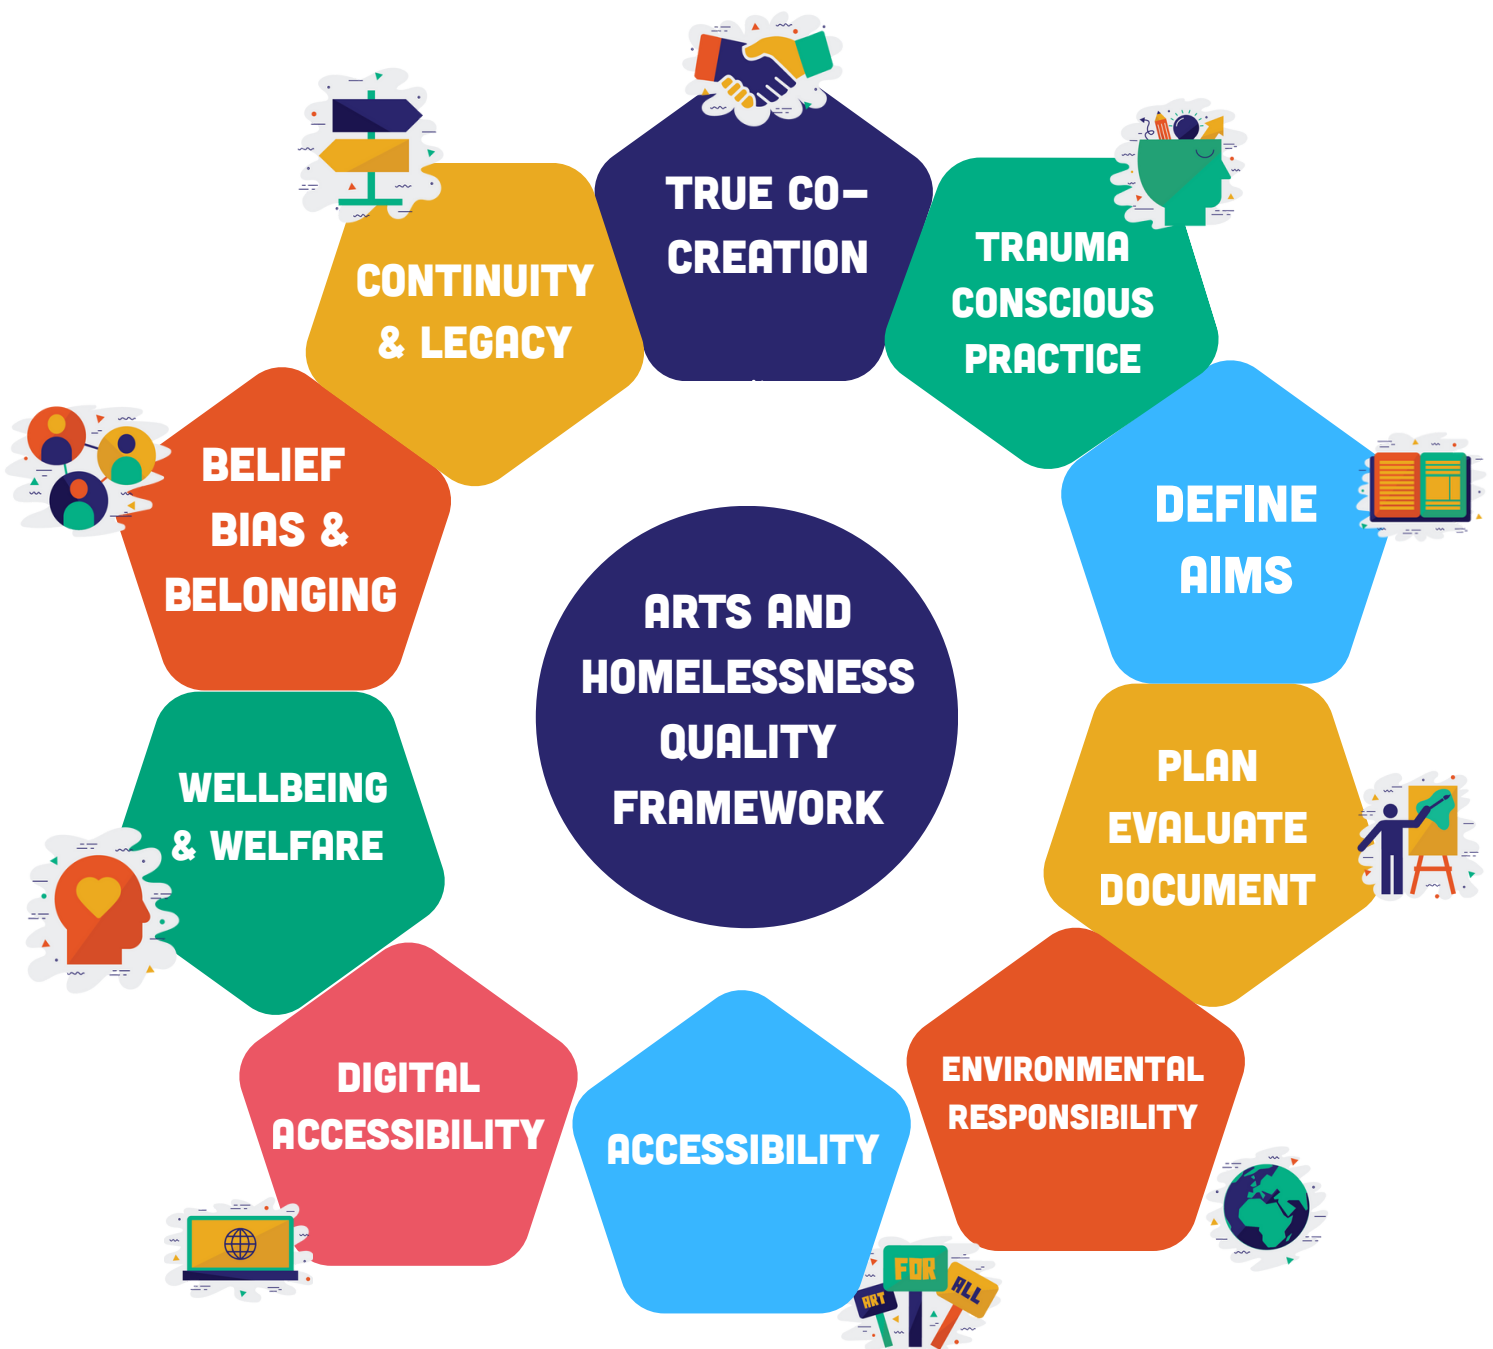 TRUE CO-
CREATION
TRAUMA
CONSCIOUS
PRACTICE
DEFINE
AIMS
PLAN
EVALUATE
DOCUMENT
ENVIRONMENTAL
RESPONSIBILITY
ACCESSIBILITY
ART FOR ALL
DIGITAL
ACCESSIBILITY
WELLBEING
& WELFARE
BELIEF
BIAS &
BELONGING
CONTINUITY
& LEGACY
ARTS AND
HOMELESSNESS
QUALITY
FRAMEWORK